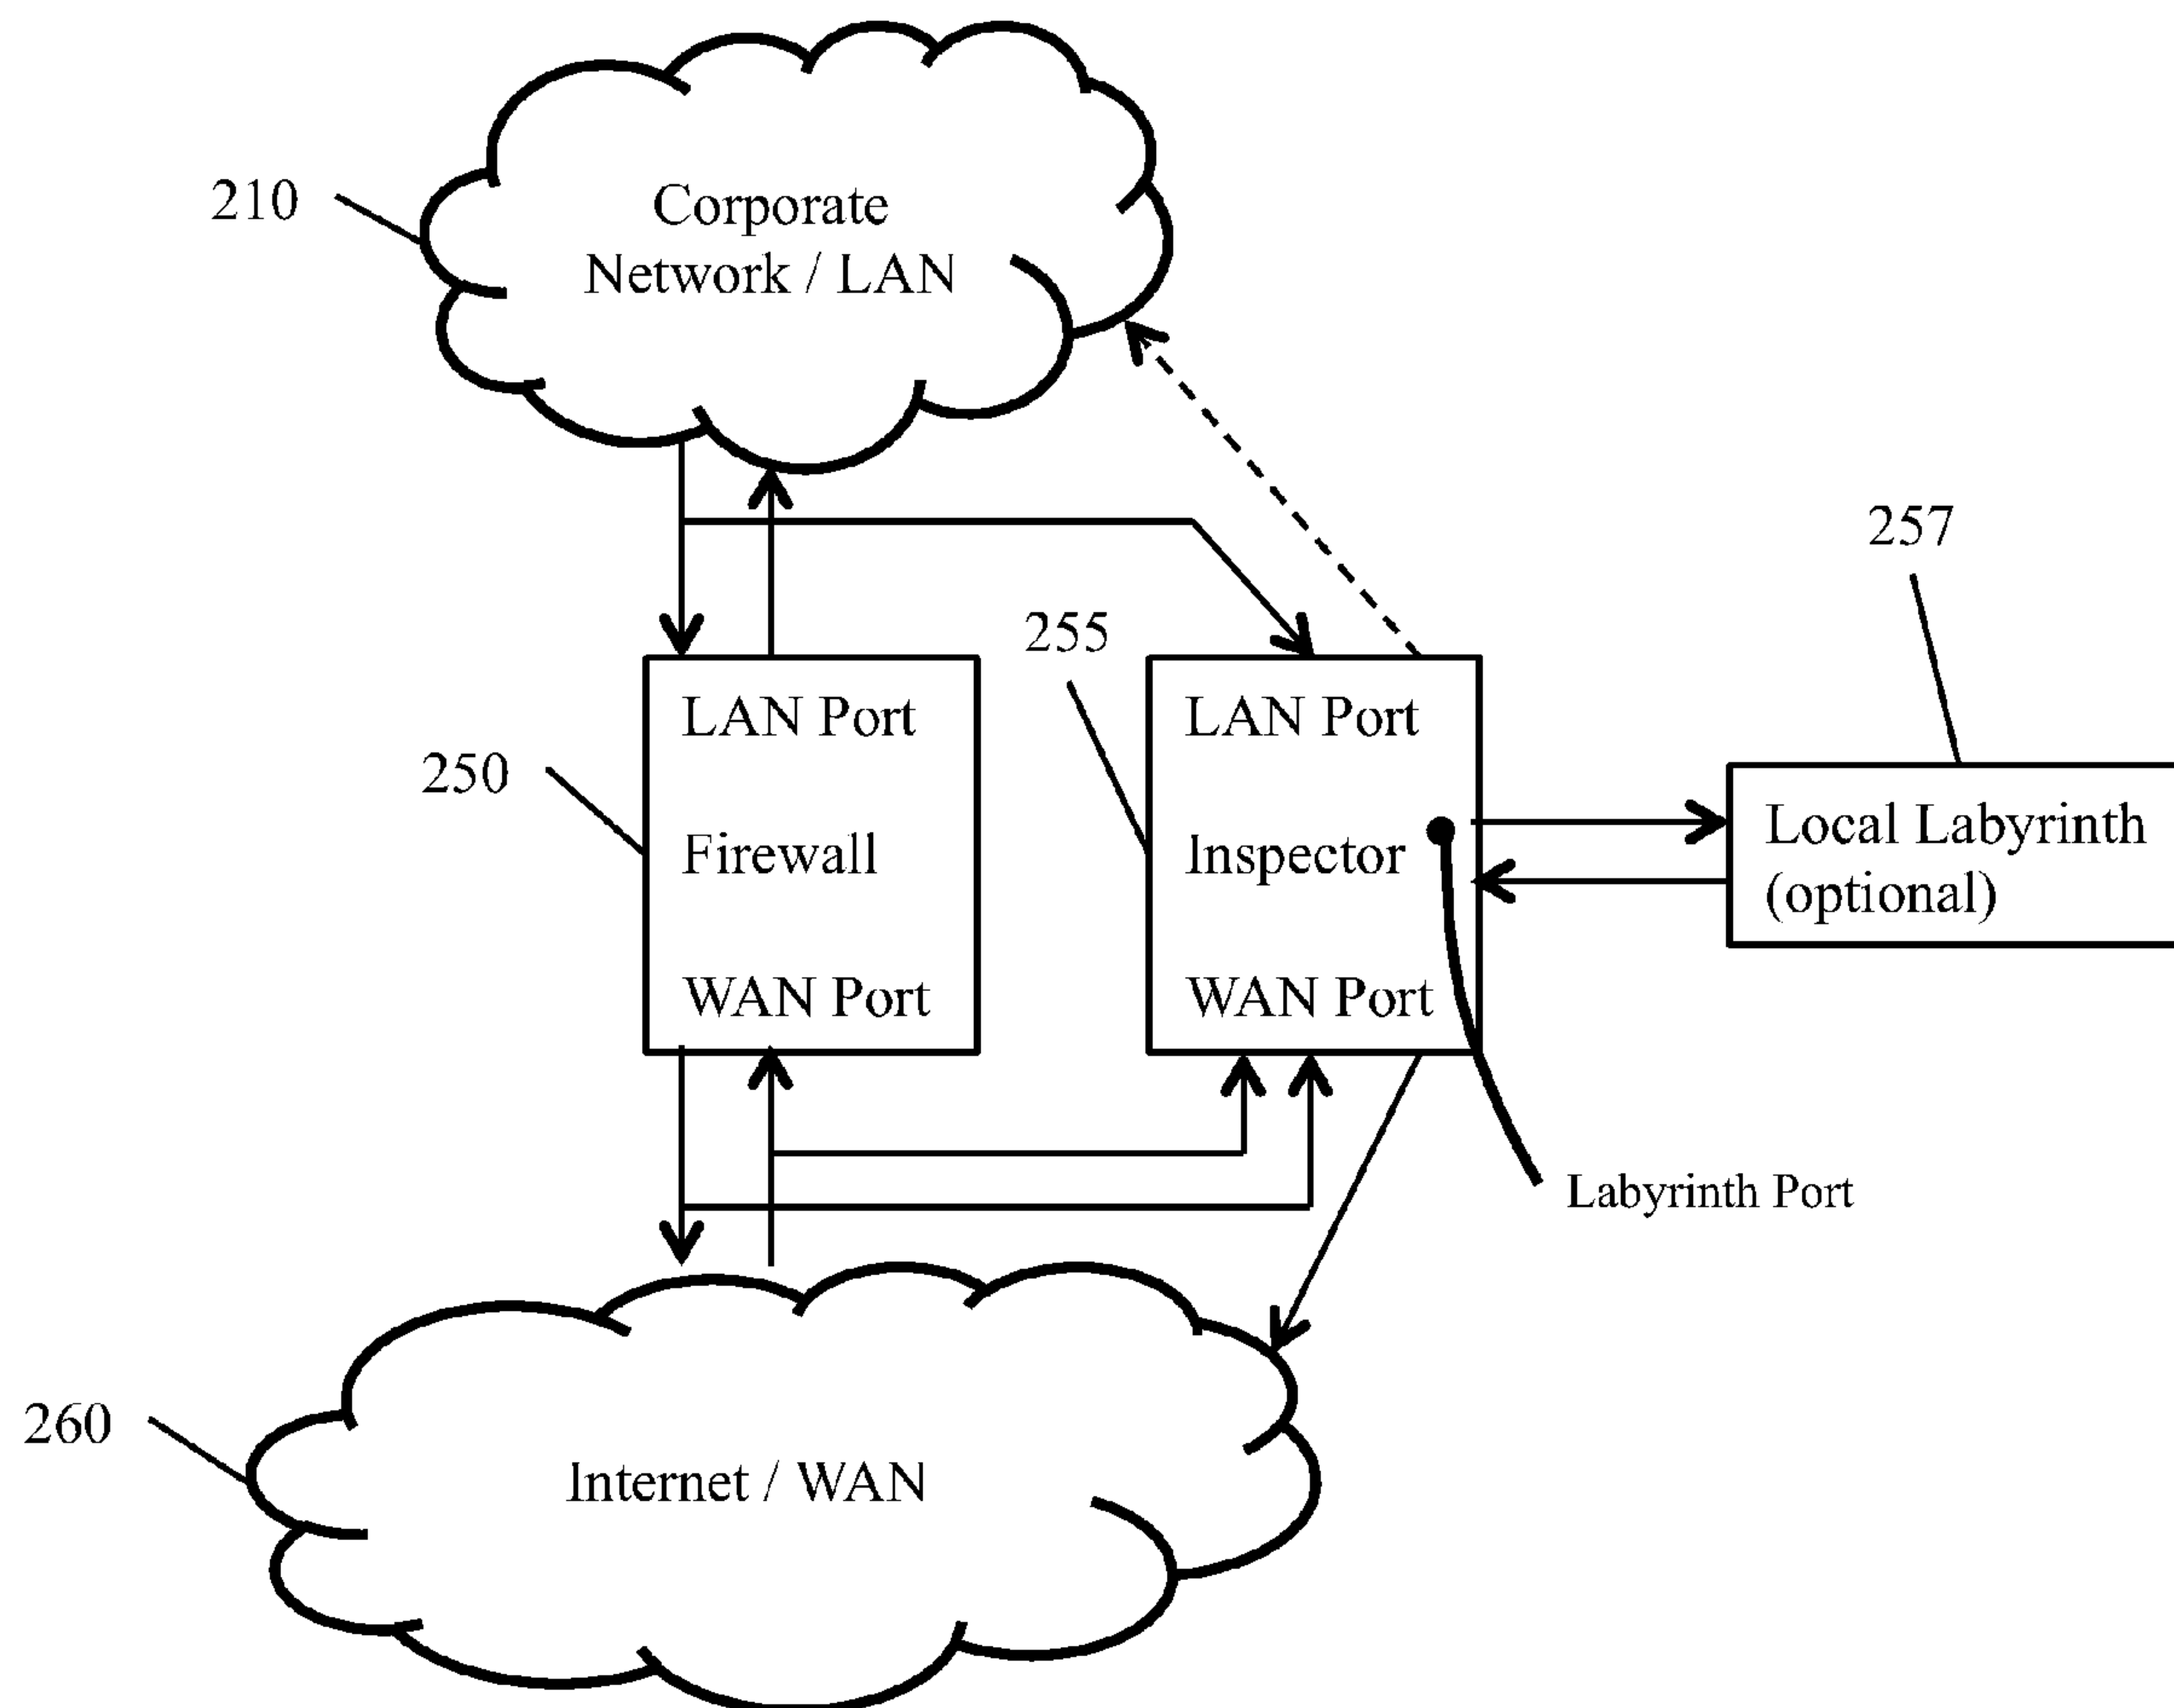 210
Corporate
Network / LAN
257
255
LAN Port
LAN Port
250
Firewall
Inspector
Local Labyrinth
(optional)
WAN Port
WAN Port
Labyrinth Port
260
Internet / WAN